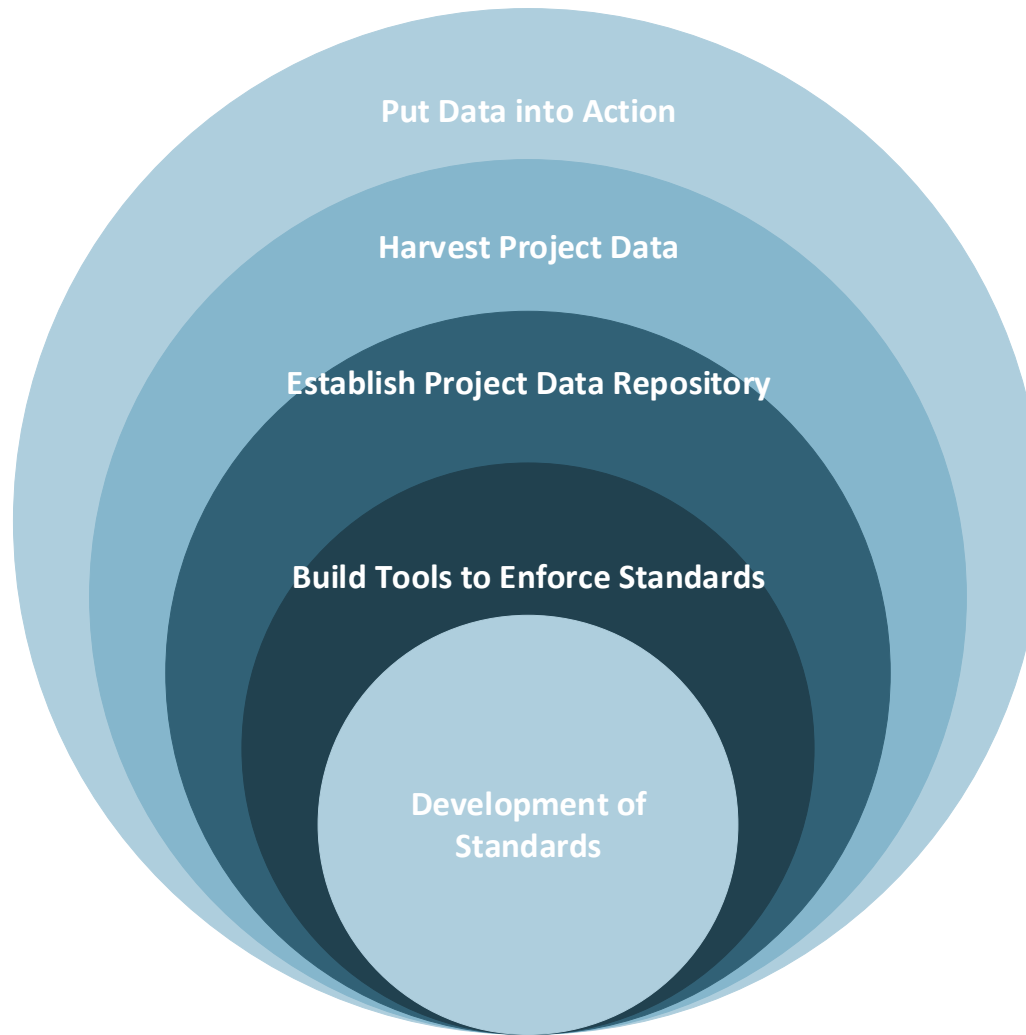 Put Data into Action
Harvest Project Data
Establish Project Data Repository
Build Tools to Enforce Standards
Development of
Standards